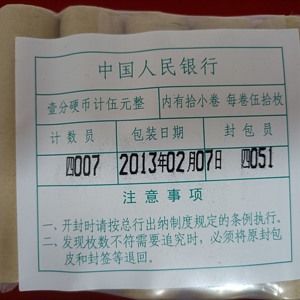 中国人民银行
壹分硬币计伍元整 内有拾小卷 每卷伍拾枚
计数员 包装日期 封包员
四007 2013年02月07日 四051
注意事项
一、开封时请按总行出纳制度规定的条例执行。
二、发现枚数不符需要追究时，必须将原封包
皮和封签等退回。